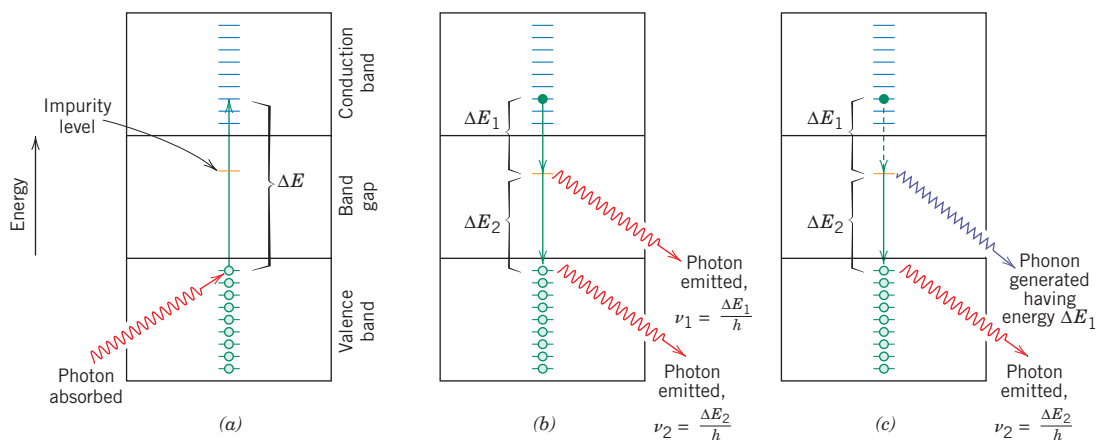 Energy
Impurity
level
ΔE
Conduction
band
Band
gap
Valence
band
Photon
absorbed
(a)
ΔE₁
ΔE₂
Photon
emitted,
ν₁ = ΔE₁/h
Photon
emitted,
ν₂ = ΔE₂/h
(b)
ΔE₁
ΔE₂
Phonon
generated
having
energy ΔE₁
Photon
emitted,
ν₂ = ΔE₂/h
(c)